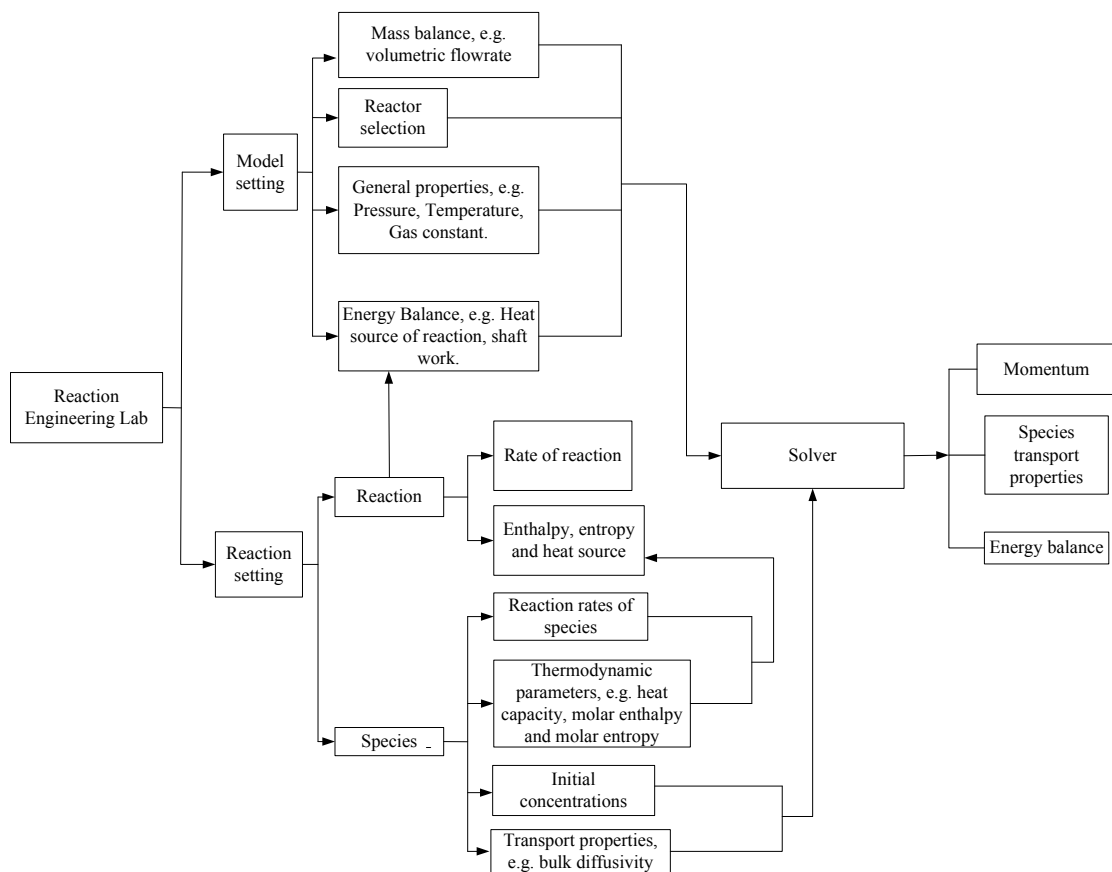 Mass balance, e.g.
volumetric flowrate
Reactor
selection
Model
setting
General properties, e.g.
Pressure, Temperature,
Gas constant.
Energy Balance, e.g. Heat
source of reaction, shaft
work.
Reaction
Engineering Lab
Momentum
Species
transport
properties
Energy balance
Solver
Rate of reaction
Reaction
Enthalpy, entropy
and heat source
Reaction
setting
Reaction rates of
species
Thermodynamic
parameters, e.g. heat
capacity, molar enthalpy
and molar entropy
Species
Initial
concentrations
Transport properties,
e.g. bulk diffusivity